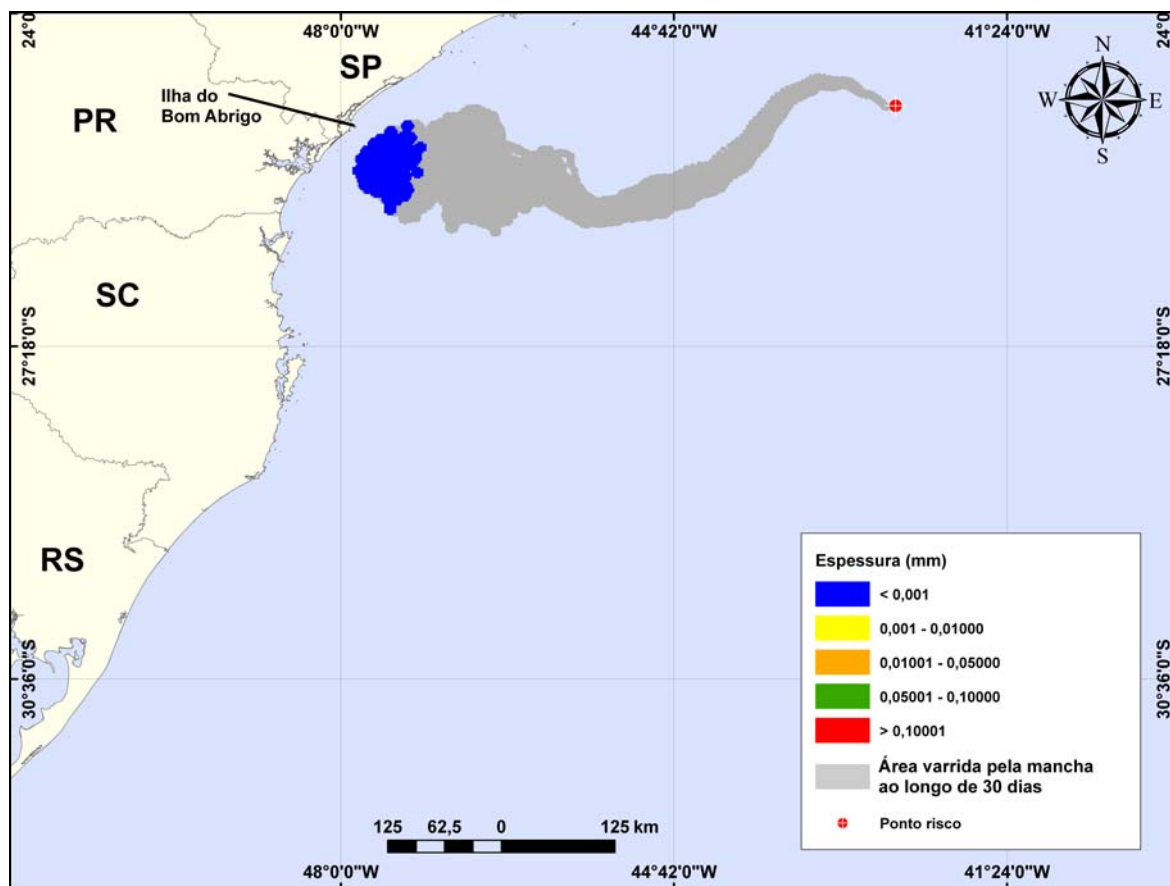 24°0
48°0'0"W
44°42'0"W
41°24'0"W
24°0
SP
Ilha do
Bom Abrigo
PR
N
W
E
S
SC
27°18'0"S
27°18'0"S
RS
30°36'0"S
30°36'0"S
Espessura (mm)
< 0,001
0,001 - 0,01000
0,01001 - 0,05000
0,05001 - 0,10000
> 0,10001
Área varrida pela mancha
ao longo de 30 dias
Ponto risco
125 62,5 0 125 km
48°0'0"W
44°42'0"W
41°24'0"W